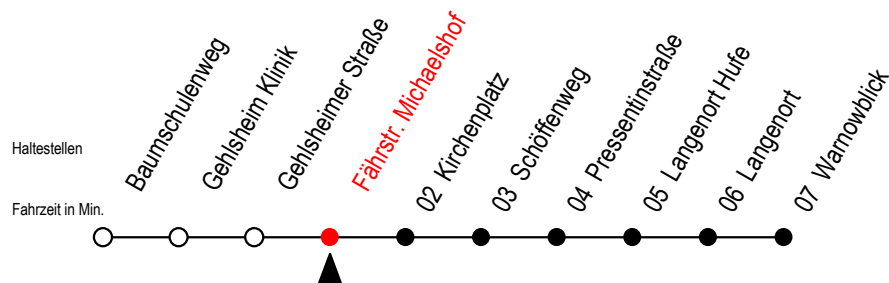 Haltestellen
Fahrzeit in Min.
Baumschulenweg
Gehlsheim Klinik
Gehlsheimer Straße
Fährstr. Michaelshof
02 Kirchenplatz
03 Schöffenweg
04 Pressentinstraße
05 Langenort Hufe
06 Langenort
07 Warnowblick